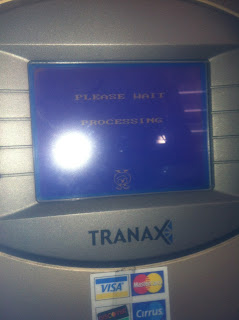 PLEASE WAIT
PROCESSING
TRANAX
VISA MasterCard
Cirrus